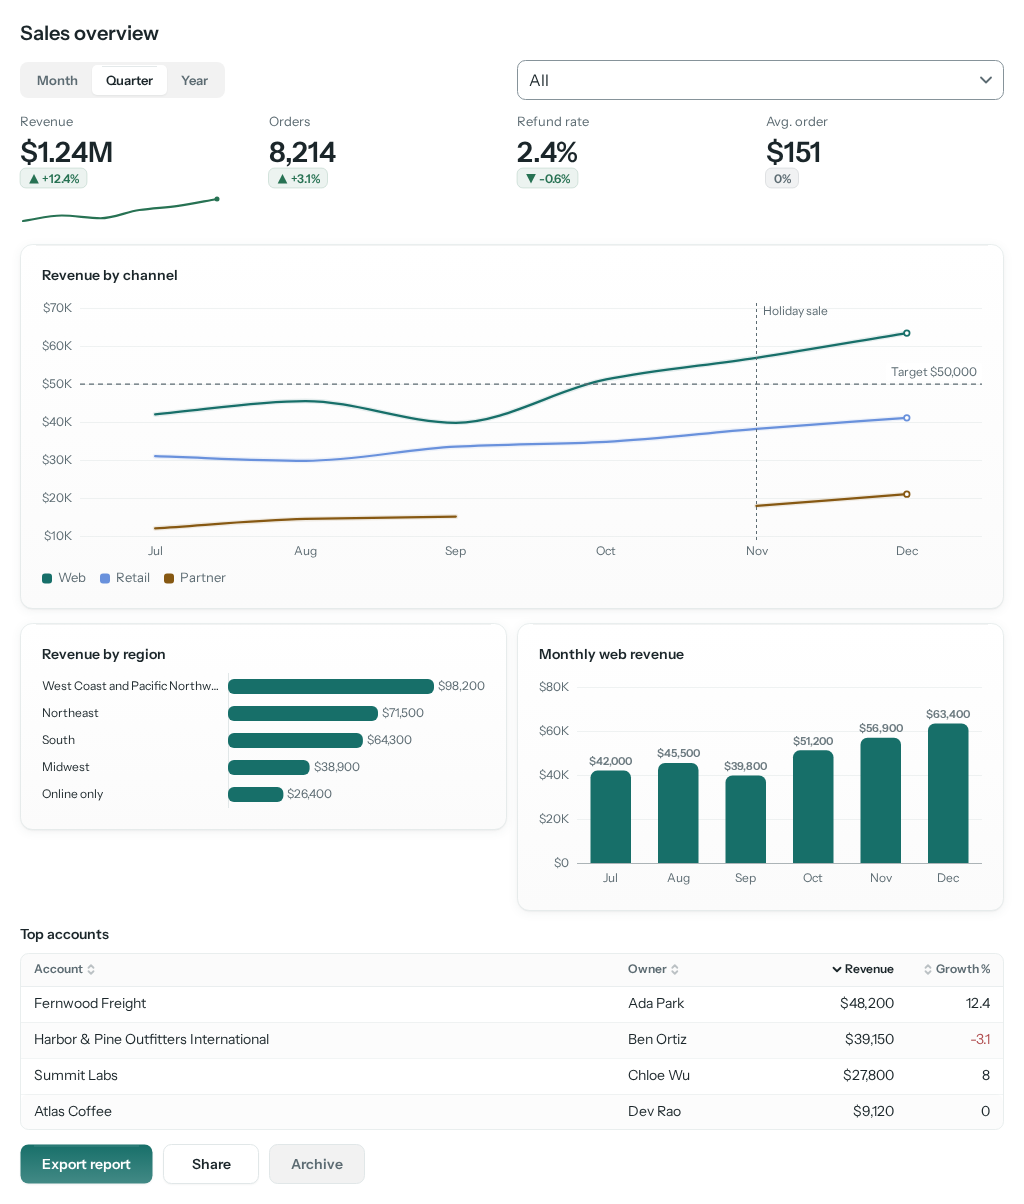 Sales overview
Month Quarter Year All
Revenue Orders Refund rate Avg. order
$1.24M 8,214 2.4% $151
▲ +12.4% ▲ +3.1% ▼ -0.6% 0%
Revenue by channel
$70K
Holiday sale
$60K
Target $50,000
$50K
$40K
$30K
$20K
$10K
Jul Aug Sep Oct Nov Dec
Web Retail Partner
Revenue by region
West Coast and Pacific Northw... $98,200
Northeast $71,500
South $64,300
Midwest $38,900
Online only $26,400
Monthly web revenue
$80K
$60K
$40K
$20K
$0
$42,000 $45,500 $39,800 $51,200 $56,900 $63,400
Jul Aug Sep Oct Nov Dec
Top accounts
Account Owner Revenue Growth %
Fernwood Freight Ada Park $48,200 12.4
Harbor & Pine Outfitters International Ben Ortiz $39,150 -3.1
Summit Labs Chloe Wu $27,800 8
Atlas Coffee Dev Rao $9,120 0
Export report Share Archive